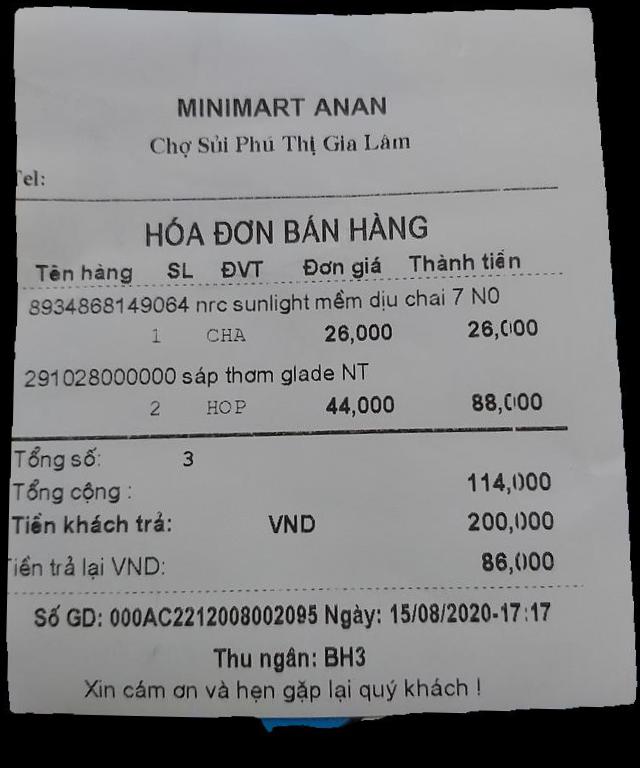 MINIMART ANAN
Chợ Sủi Phú Thị Gia Lâm
Tel:
HÓA ĐƠN BÁN HÀNG
Tên hàng SL ĐVT Đơn giá Thành tiền
8934868149064 nrc sunlight mềm dịu chai 7 N0
1 CHA 26,000 26,000
291028000000 sáp thơm glade NT
2 HOP 44,000 88,000
Tổng số: 3
Tổng cộng : 114,000
Tiền khách trả: VND 200,000
Tiền trả lại VND: 86,000
Số GD: 000AC2212008002095 Ngày: 15/08/2020-17:17
Thu ngân: BH3
Xin cám ơn và hẹn gặp lại quý khách !